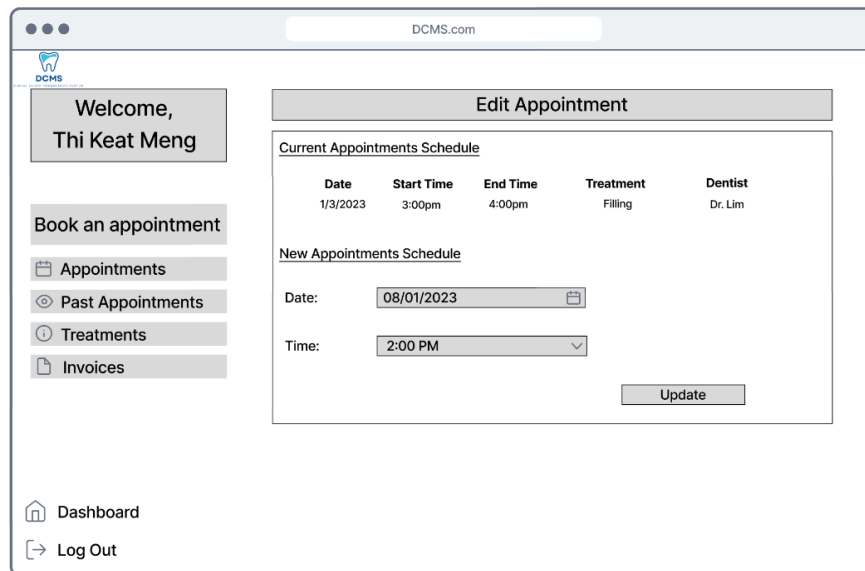 DCMS.com
DCMS
Welcome,
Thi Keat Meng
Book an appointment
Appointments
Past Appointments
Treatments
Invoices
Dashboard
Log Out
Edit Appointment
Current Appointments Schedule
Date Start Time End Time Treatment Dentist
1/3/2023 3:00pm 4:00pm Filling Dr. Lim
New Appointments Schedule
Date: 08/01/2023
Time: 2:00 PM
Update